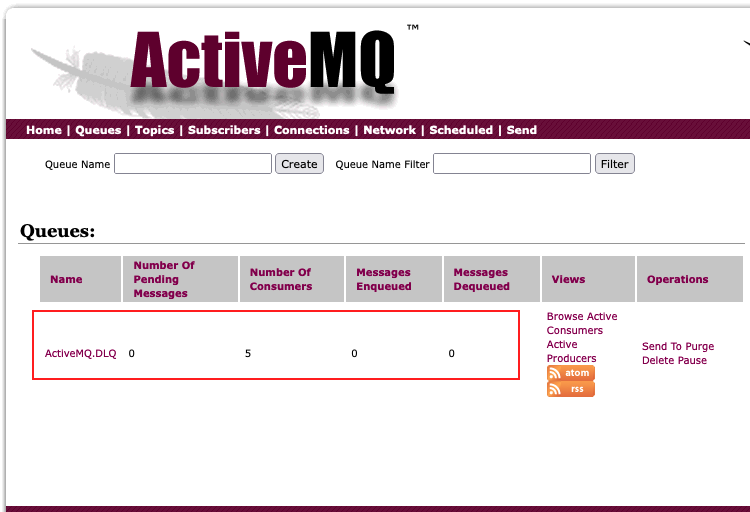 ActiveMQ™
Home | Queues | Topics | Subscribers | Connections | Network | Scheduled | Send
Queue Name Create Queue Name Filter Filter
Queues:
Name
Number Of
Pending
Messages
Number Of
Consumers
Messages
Enqueued
Messages
Dequeued
Views
Operations
ActiveMQ.DLQ 0 5 0 0
Browse Active
Consumers
Active
Producers
atom
rss
Send To Purge
Delete Pause